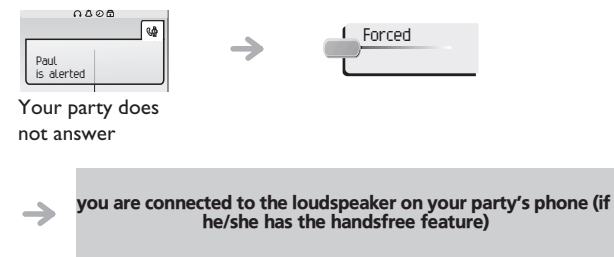 Paul
is alerted
Forced
Your party does
not answer
you are connected to the loudspeaker on your party's phone (if
he/she has the handsfree feature)